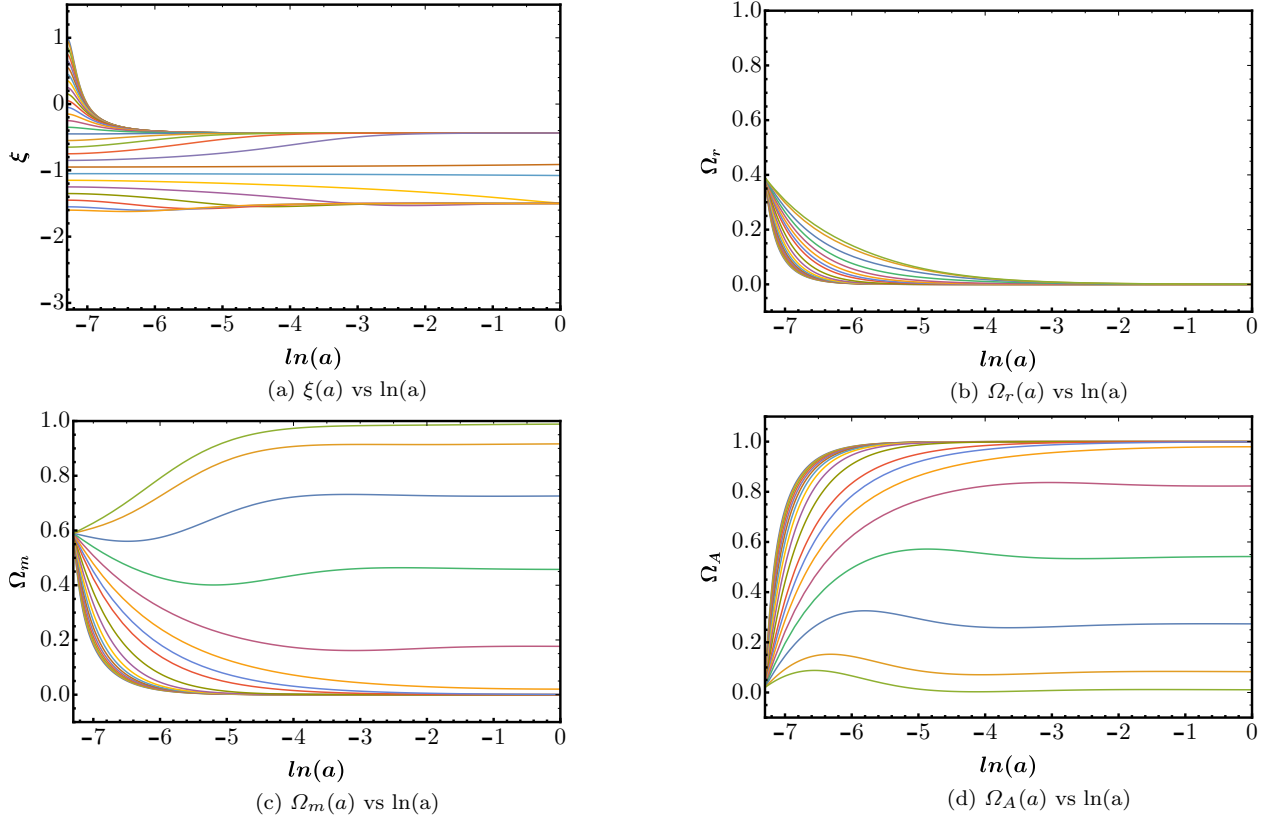 1
0
−1
−2
−3
ξ
−7 −6 −5 −4 −3 −2 −1 0
ln(a)
(a) ξ(a) vs ln(a)
1.0
0.8
0.6
0.4
0.2
0.0
Ω_r
−7 −6 −5 −4 −3 −2 −1 0
ln(a)
(b) Ω_r(a) vs ln(a)
1.0
0.8
0.6
0.4
0.2
0.0
Ω_m
−7 −6 −5 −4 −3 −2 −1 0
ln(a)
(c) Ω_m(a) vs ln(a)
1.0
0.8
0.6
0.4
0.2
0.0
Ω_A
−7 −6 −5 −4 −3 −2 −1 0
ln(a)
(d) Ω_A(a) vs ln(a)